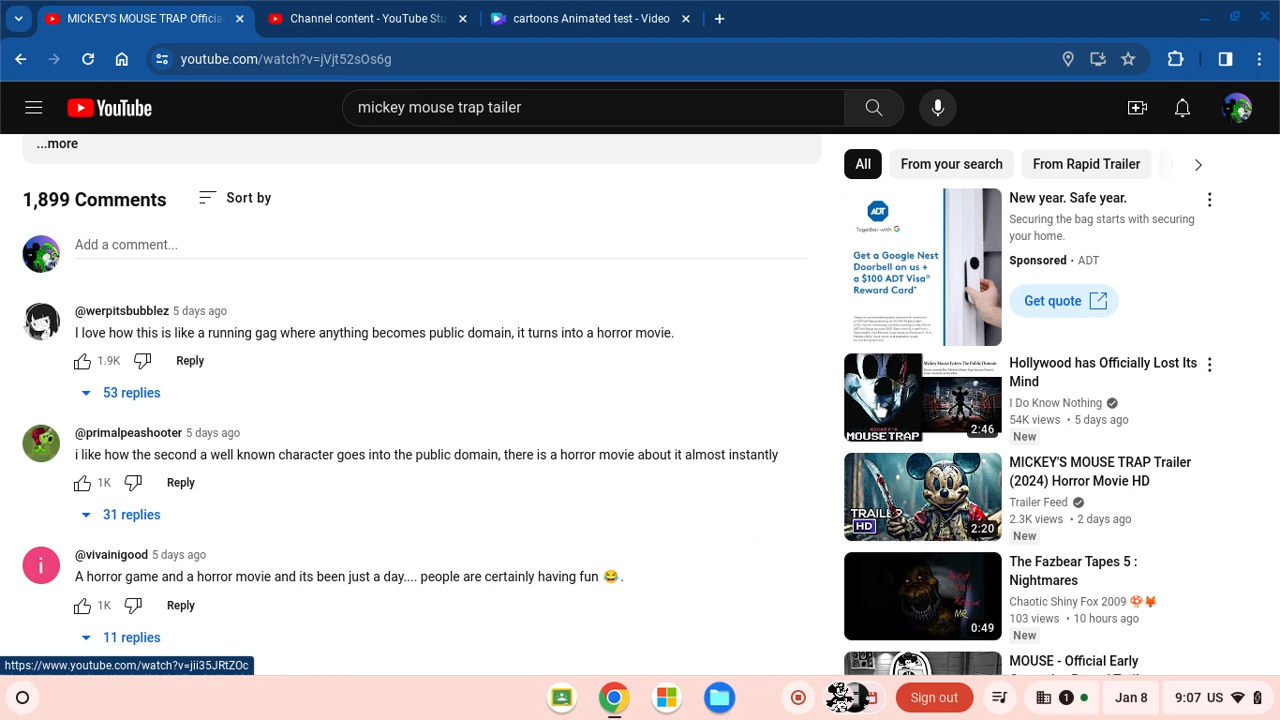 MICKEY'S MOUSE TRAP Officia
Channel content - YouTube Stu
cartoons Animated test - Video
youtube.com/watch?v=jVjt52sOs6g
YouTube
mickey mouse trap tailer
...more
1,899 Comments
Sort by
Add a comment...
@werpitsbubblez 5 days ago
I love how this is like a running gag where anything becomes public domain, it turns into a horror movie.
1.9K
Reply
53 replies
@primalpeashooter 5 days ago
i like how the second a well known character goes into the public domain, there is a horror movie about it almost instantly
1K
Reply
31 replies
i
@vivainigood 5 days ago
A horror game and a horror movie and its been just a day.... people are certainly having fun 😂 .
1K
Reply
11 replies
https://www.youtube.com/watch?v=jii35JRtZOc
All
From your search
From Rapid Trailer
ADT
Together with G
Get a Google Nest
Doorbell on us +
a $100 ADT Visa®
Reward Card*
New year. Safe year.
Securing the bag starts with securing
your home.
Sponsored • ADT
Get quote
Mickey Mouse Enters The Public Domain
MOUSE TRAP
2:46
Hollywood has Officially Lost Its
Mind
I Do Know Nothing
54K views • 5 days ago
New
TRAILER
HD
2:20
MICKEY'S MOUSE TRAP Trailer
(2024) Horror Movie HD
Trailer Feed
2.3K views • 2 days ago
New
ME
0:49
The Fazbear Tapes 5 :
Nightmares
Chaotic Shiny Fox 2009 🍄🦊
103 views • 10 hours ago
New
MOUSE - Official Early
Sign out
1
Jan 8
9:07 US